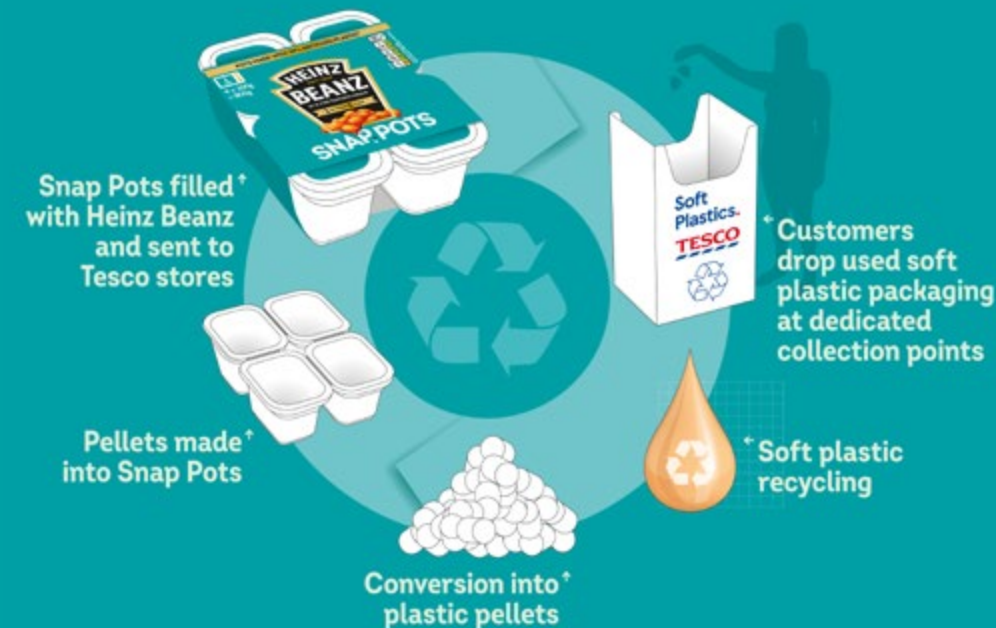 HEINZ
BEANZ
SNAP POTS
Snap Pots filled
with Heinz Beanz
and sent to
Tesco stores
Soft
Plastics.
TESCO
Customers
drop used soft
plastic packaging
at dedicated
collection points
Pellets made
into Snap Pots
Soft plastic
recycling
Conversion into
plastic pellets